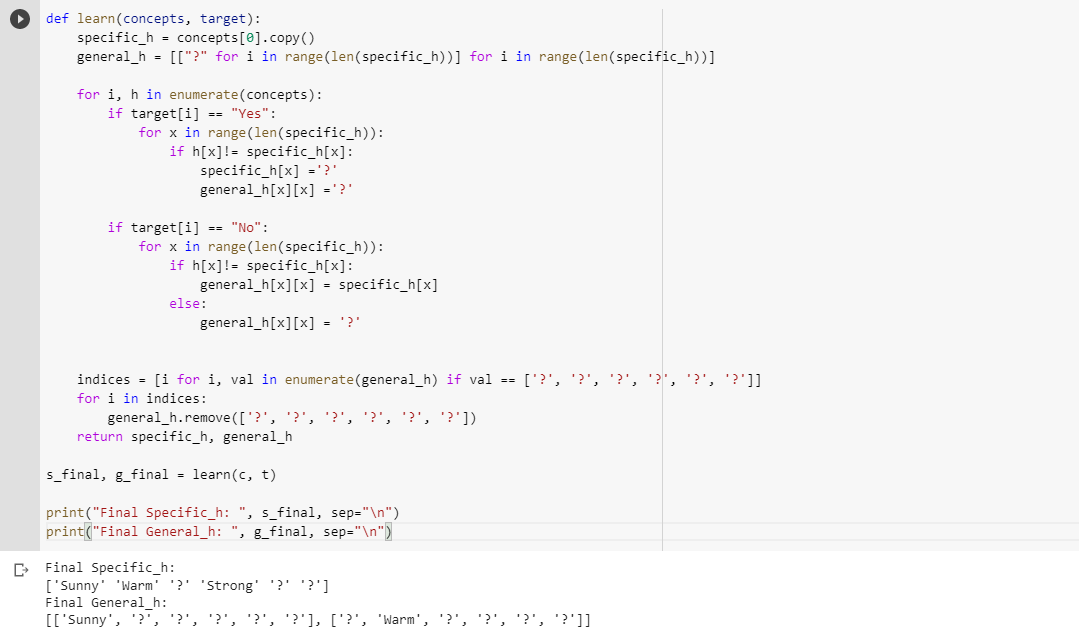 def learn(concepts, target):
    specific_h = concepts[0].copy()
    general_h = [["?" for i in range(len(specific_h))] for i in range(len(specific_h))]
    for i, h in enumerate(concepts):
        if target[i] == "Yes":
            for x in range(len(specific_h)):
                if h[x]!= specific_h[x]:
                    specific_h[x] ='?'
                    general_h[x][x] ='?'
        if target[i] == "No":
            for x in range(len(specific_h)):
                if h[x]!= specific_h[x]:
                    general_h[x][x] = specific_h[x]
                else:
                    general_h[x][x] = '?'
    indices = [i for i, val in enumerate(general_h) if val == ['?', '?', '?', '?', '?', '?']]
    for i in indices:
        general_h.remove(['?', '?', '?', '?', '?', '?'])
    return specific_h, general_h
s_final, g_final = learn(c, t)
print("Final Specific_h: ", s_final, sep="\n")
print("Final General_h: ", g_final, sep="\n")
Final Specific_h:
['Sunny' 'Warm' '?' 'Strong' '?' '?']
Final General_h:
[['Sunny', '?', '?', '?', '?', '?'], ['?', 'Warm', '?', '?', '?', '?']]